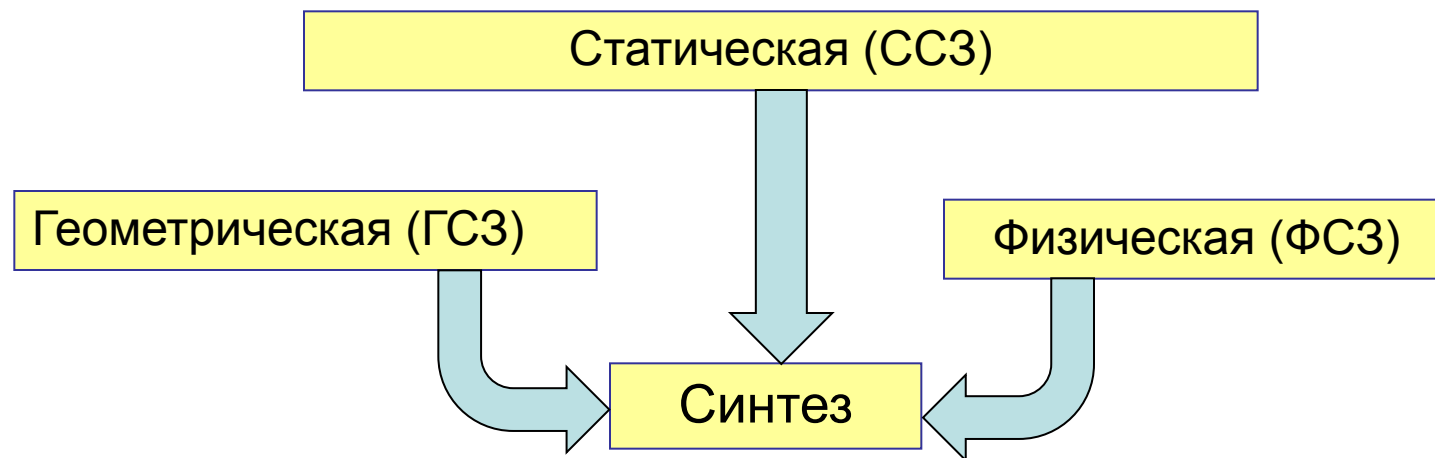 Статическая (ССЗ)
Геометрическая (ГСЗ)
Физическая (ФСЗ)
Синтез